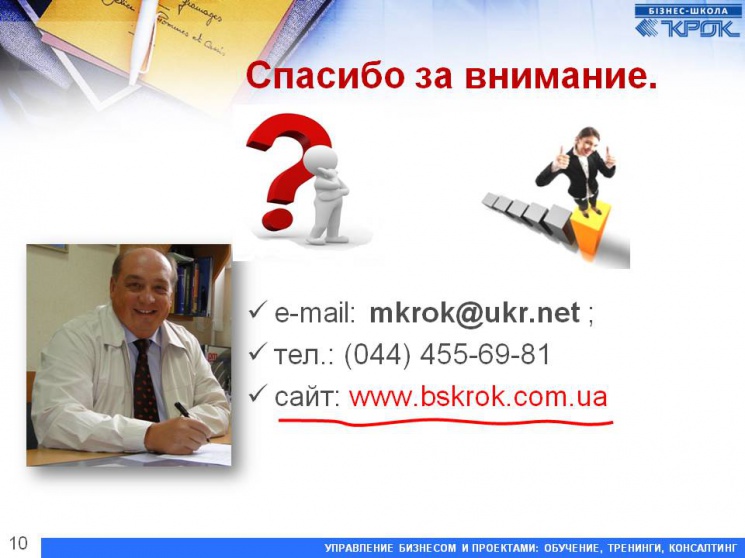 БІЗНЕС-ШКОЛА
КРОК
Спасибо за внимание.
e-mail: mkrok@ukr.net ;
тел.: (044) 455-69-81
сайт: www.bskrok.com.ua
10
УПРАВЛЕНИЕ БИЗНЕСОМ И ПРОЕКТАМИ: ОБУЧЕНИЕ, ТРЕНИНГИ, КОНСАЛТИНГ